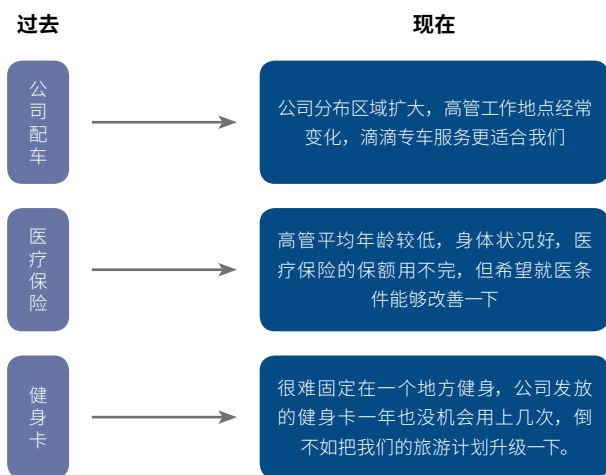 过去
现在
公司配车
公司分布区域扩大，高管工作地点经常
变化，滴滴专车服务更适合我们
医疗保险
高管平均年龄较低，身体状况好，医
疗保险的保额用不完，但希望就医条
件能够改善一下
健身卡
很难固定在一个地方健身，公司发放
的健身卡一年也没机会用上几次，倒
不如把我们的旅游计划升级一下。